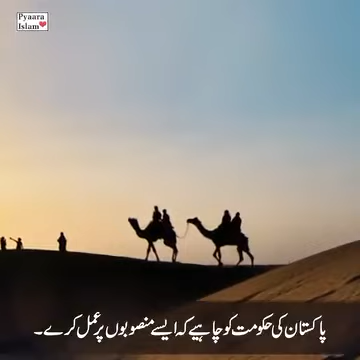 Pyaara
Islam
پاکستان کی حکومت کو چاہیے کہ ایسے منصوبوں پر عمل کرے۔